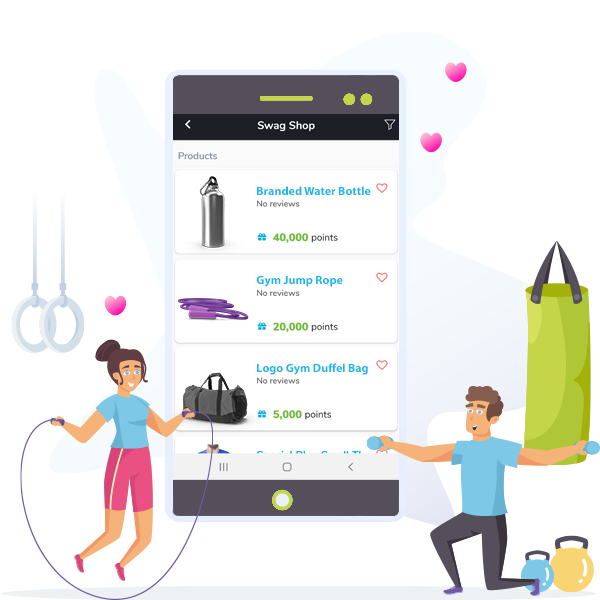 Swag Shop
Products
Branded Water Bottle
No reviews
40,000 points
Gym Jump Rope
No reviews
20,000 points
Logo Gym Duffel Bag
No reviews
5,000 points